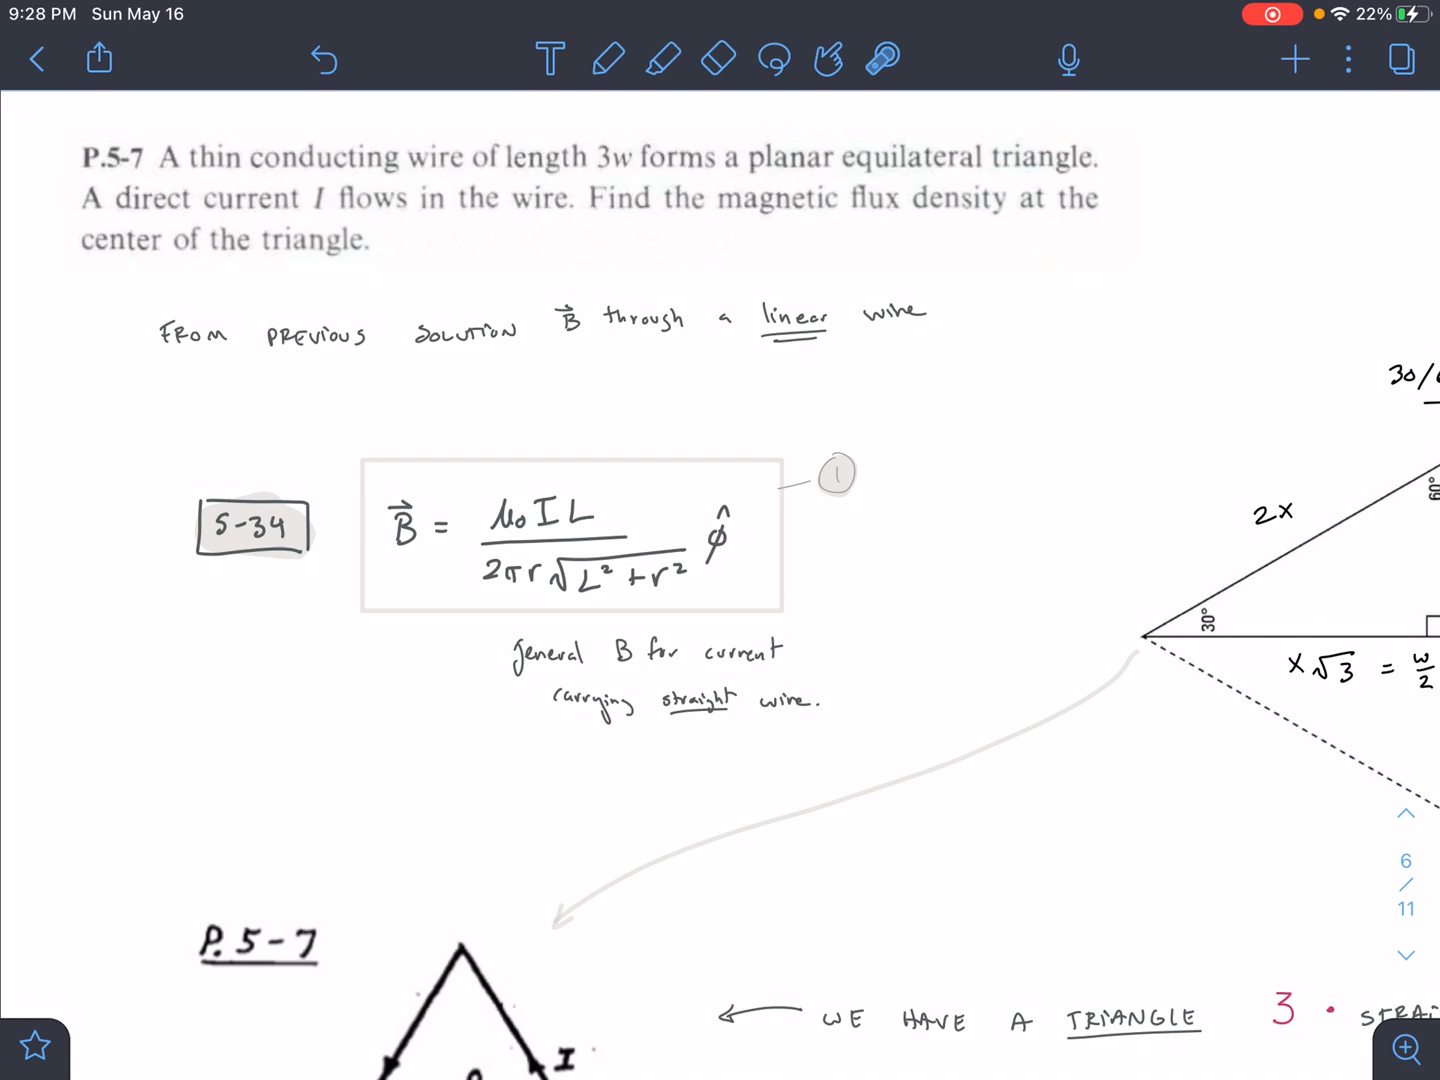 9:28 PM Sun May 16
22%
P.5-7 A thin conducting wire of length 3w forms a planar equilateral triangle.
A direct current I flows in the wire. Find the magnetic flux density at the
center of the triangle.
FROM PREVIOUS SOLUTION B⃗ through a linear wire
30/
5-34
B⃗ = μ₀IL / 2πr√(L² + r²) φ̂
1
2x
60°
30°
x√3 = w/2
general B for current
carrying straight wire.
6
/
11
P. 5-7
I
WE HAVE A TRIANGLE 3 · STRAI